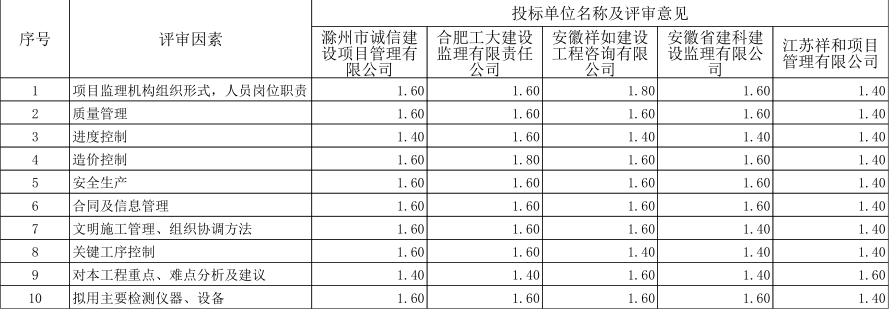 序号 评审因素 投标单位名称及评审意见
滁州市诚信建设项目管理有限公司 合肥工大建设监理有限责任公司 安徽祥如建设工程咨询有限公司 安徽省建科建设监理有限公司 江苏祥和项目管理有限公司
1 项目监理机构组织形式，人员岗位职责 1.60 1.60 1.80 1.60 1.40
2 质量管理 1.60 1.60 1.60 1.60 1.40
3 进度控制 1.40 1.60 1.40 1.40 1.40
4 造价控制 1.60 1.80 1.60 1.60 1.40
5 安全生产 1.60 1.60 1.60 1.60 1.40
6 合同及信息管理 1.60 1.60 1.60 1.60 1.40
7 文明施工管理、组织协调方法 1.60 1.60 1.60 1.40 1.40
8 关键工序控制 1.60 1.60 1.40 1.40 1.40
9 对本工程重点、难点分析及建议 1.40 1.40 1.60 1.40 1.60
10 拟用主要检测仪器、设备 1.60 1.60 1.60 1.60 1.40